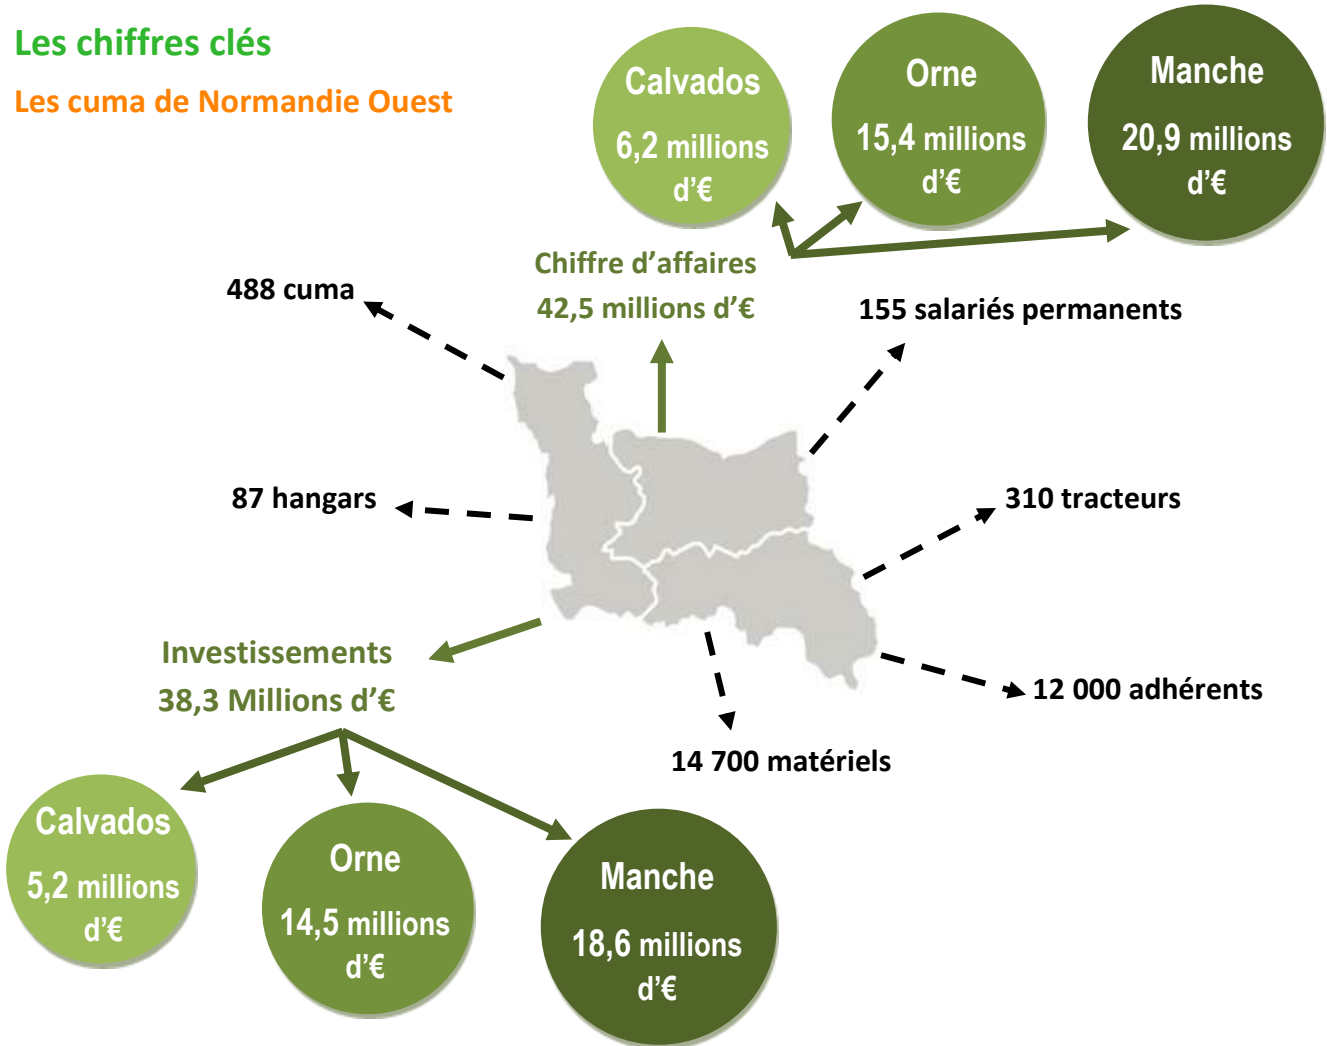 Les chiffres clés
Les cuma de Normandie Ouest
Calvados
6,2 millions
d'€
Orne
15,4 millions
d'€
Manche
20,9 millions
d'€
Chiffre d'affaires
42,5 millions d'€
488 cuma
155 salariés permanents
87 hangars
310 tracteurs
Investissements
38,3 Millions d'€
12 000 adhérents
14 700 matériels
Calvados
5,2 millions
d'€
Orne
14,5 millions
d'€
Manche
18,6 millions
d'€